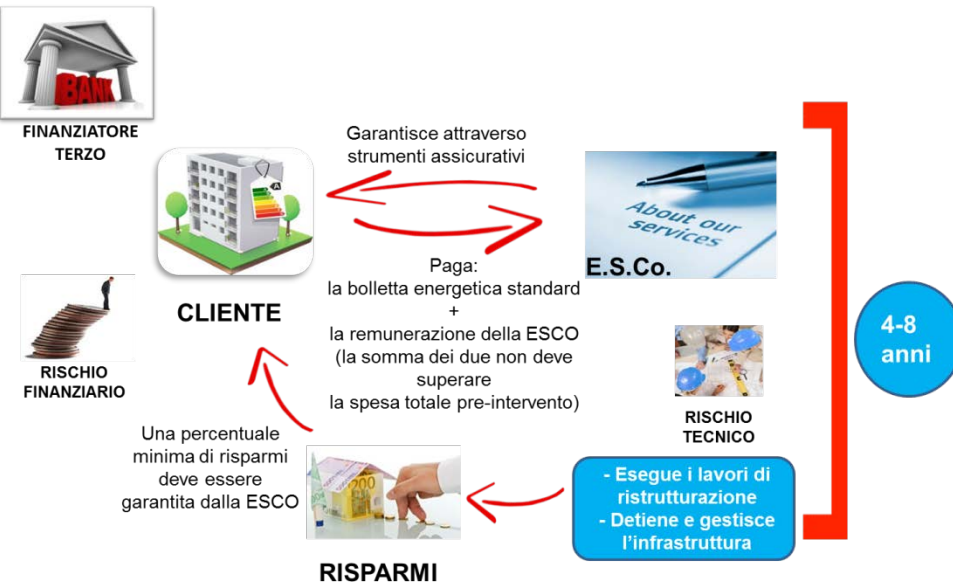 BANK
FINANZIATORE
TERZO
Garantisce attraverso
strumenti assicurativi
A
About our
services
E.S.Co.
CLIENTE
Paga:
la bolletta energetica standard
+
la remunerazione della ESCO
(la somma dei due non deve
superare
la spesa totale pre-intervento)
4-8
anni
RISCHIO
FINANZIARIO
RISCHIO
TECNICO
Una percentuale
minima di risparmi
deve essere
garantita dalla ESCO
200
- Esegue i lavori di
ristrutturazione
- Detiene e gestisce
l'infrastruttura
RISPARMI